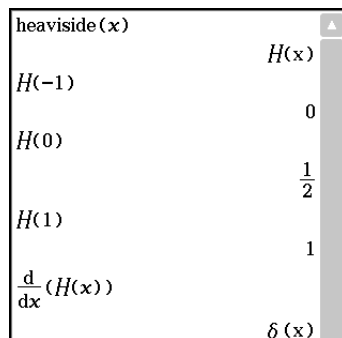 heaviside(x)
H(x)
H(-1)
0
H(0)
1/2
H(1)
1
d/dx (H(x))
δ(x)